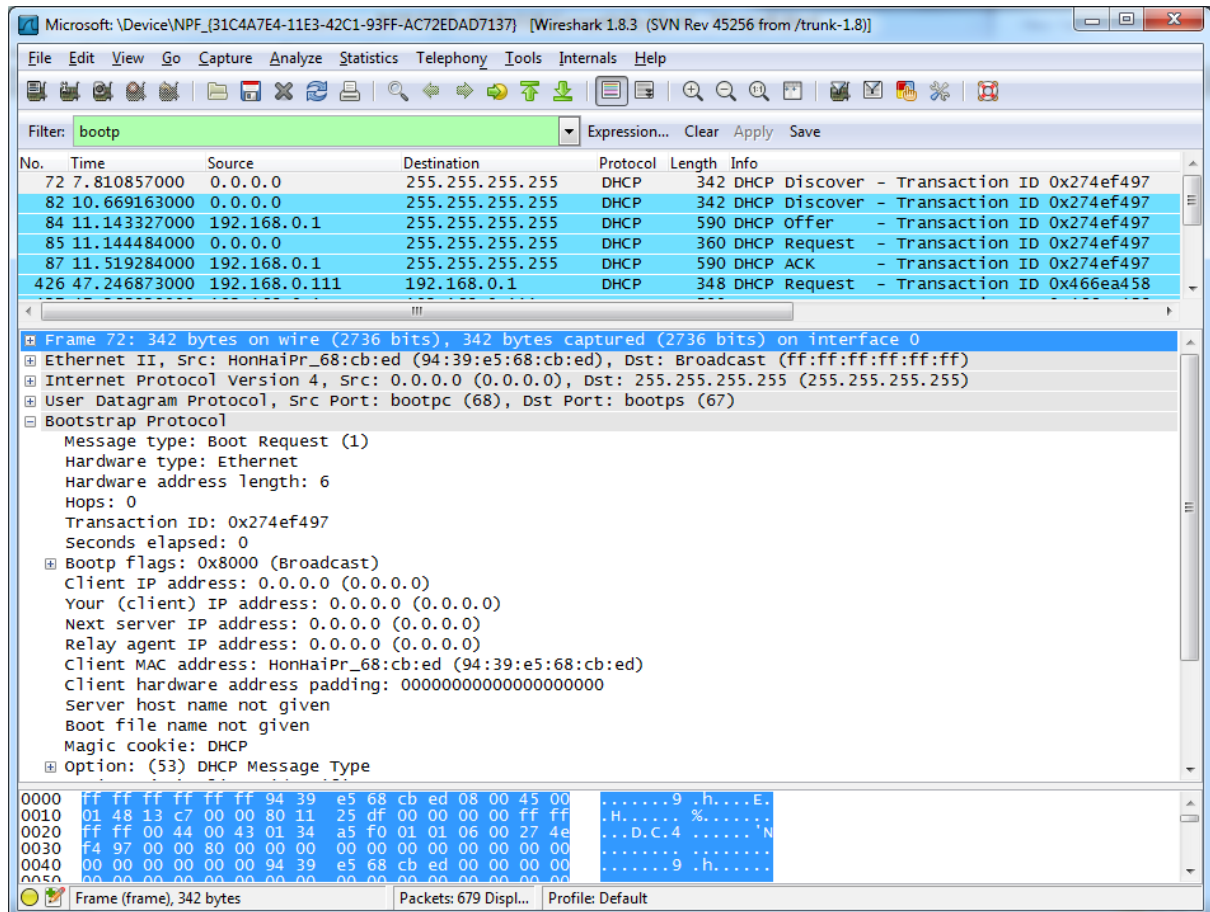 Microsoft: \Device\NPF_{31C4A7E4-11E3-42C1-93FF-AC72EDAD7137} [Wireshark 1.8.3 (SVN Rev 45256 from /trunk-1.8)]
File Edit View Go Capture Analyze Statistics Telephony Tools Internals Help
Filter: bootp Expression... Clear Apply Save
No. Time Source Destination Protocol Length Info
72 7.810857000 0.0.0.0 255.255.255.255 DHCP 342 DHCP Discover - Transaction ID 0x274ef497
82 10.669163000 0.0.0.0 255.255.255.255 DHCP 342 DHCP Discover - Transaction ID 0x274ef497
84 11.143327000 192.168.0.1 255.255.255.255 DHCP 590 DHCP Offer - Transaction ID 0x274ef497
85 11.144484000 0.0.0.0 255.255.255.255 DHCP 360 DHCP Request - Transaction ID 0x274ef497
87 11.519284000 192.168.0.1 255.255.255.255 DHCP 590 DHCP ACK - Transaction ID 0x274ef497
426 47.246873000 192.168.0.111 192.168.0.1 DHCP 348 DHCP Request - Transaction ID 0x466ea458
Frame 72: 342 bytes on wire (2736 bits), 342 bytes captured (2736 bits) on interface 0
Ethernet II, Src: HonHaiPr_68:cb:ed (94:39:e5:68:cb:ed), Dst: Broadcast (ff:ff:ff:ff:ff:ff)
Internet Protocol Version 4, Src: 0.0.0.0 (0.0.0.0), Dst: 255.255.255.255 (255.255.255.255)
User Datagram Protocol, Src Port: bootpc (68), Dst Port: bootps (67)
Bootstrap Protocol
Message type: Boot Request (1)
Hardware type: Ethernet
Hardware address length: 6
Hops: 0
Transaction ID: 0x274ef497
Seconds elapsed: 0
Bootp flags: 0x8000 (Broadcast)
Client IP address: 0.0.0.0 (0.0.0.0)
Your (client) IP address: 0.0.0.0 (0.0.0.0)
Next server IP address: 0.0.0.0 (0.0.0.0)
Relay agent IP address: 0.0.0.0 (0.0.0.0)
Client MAC address: HonHaiPr_68:cb:ed (94:39:e5:68:cb:ed)
Client hardware address padding: 00000000000000000000
Server host name not given
Boot file name not given
Magic cookie: DHCP
Option: (53) DHCP Message Type
0000 ff ff ff ff ff ff 94 39 e5 68 cb ed 08 00 45 00 .......9 .h....E.
0010 01 48 13 c7 00 00 80 11 25 df 00 00 00 00 ff ff .H...... %.......
0020 ff ff 00 44 00 43 01 34 a5 f0 01 01 06 00 27 4e ...D.C.4 ......'N
0030 f4 97 00 00 80 00 00 00 00 00 00 00 00 00 00 00 ........ ........
0040 00 00 00 00 00 00 94 39 e5 68 cb ed 00 00 00 00 .......9 .h......
Frame (frame), 342 bytes Packets: 679 Displ... Profile: Default